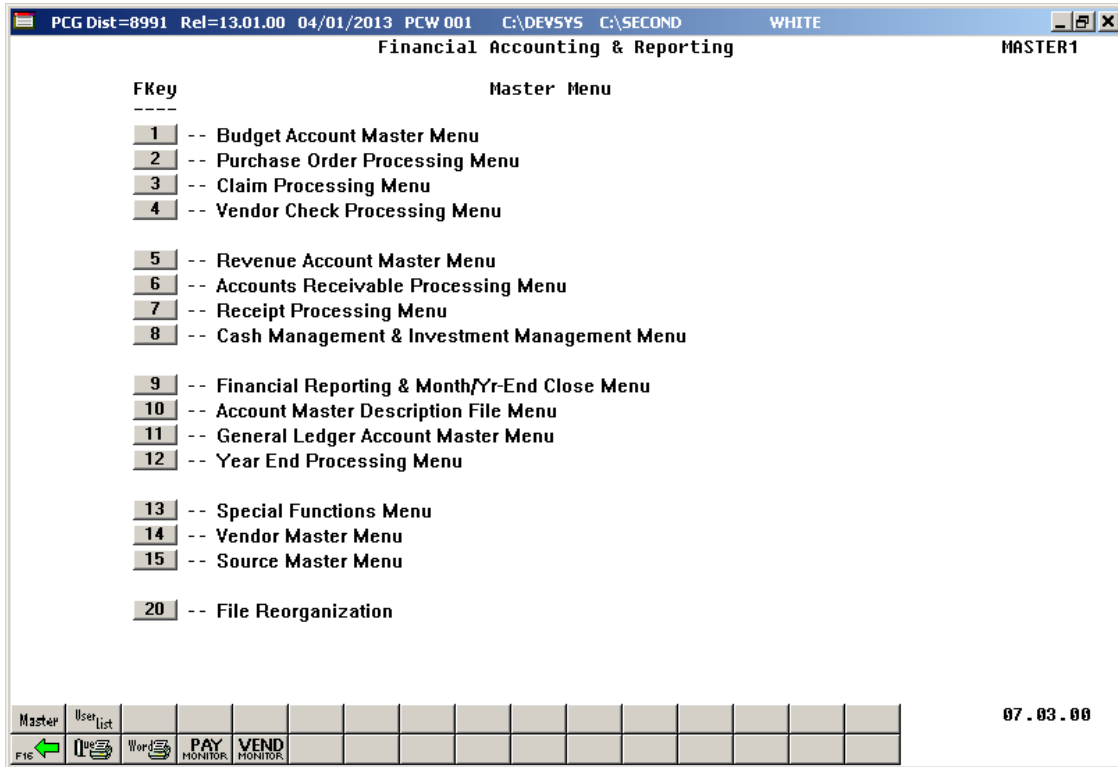 PCG Dist=8991 Rel=13.01.00 04/01/2013 PCW 001 C:\DEVSYS C:\SECOND WHITE
Financial Accounting & Reporting MASTER1
FKey Master Menu
----
1 -- Budget Account Master Menu
2 -- Purchase Order Processing Menu
3 -- Claim Processing Menu
4 -- Vendor Check Processing Menu
5 -- Revenue Account Master Menu
6 -- Accounts Receivable Processing Menu
7 -- Receipt Processing Menu
8 -- Cash Management & Investment Management Menu
9 -- Financial Reporting & Month/Yr-End Close Menu
10 -- Account Master Description File Menu
11 -- General Ledger Account Master Menu
12 -- Year End Processing Menu
13 -- Special Functions Menu
14 -- Vendor Master Menu
15 -- Source Master Menu
20 -- File Reorganization
Master User List 07.03.00
F16 Que Word PAY MONITOR VEND MONITOR